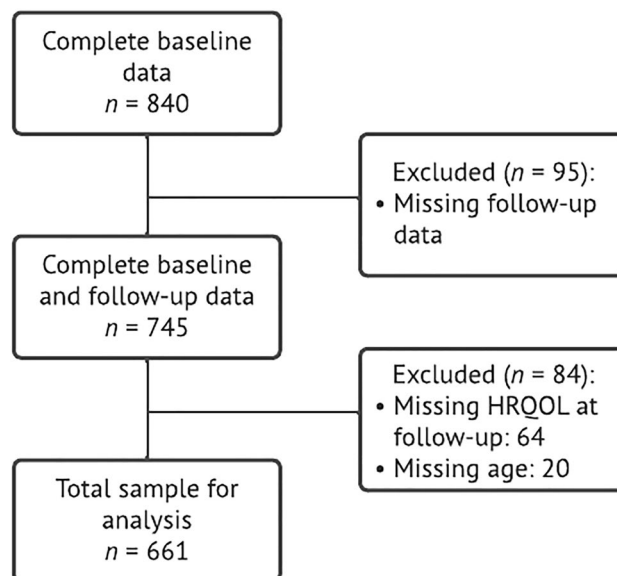 Complete baseline
data
n = 840
Excluded (n = 95):
• Missing follow-up
data
Complete baseline
and follow-up data
n = 745
Excluded (n = 84):
• Missing HRQOL at
follow-up: 64
• Missing age: 20
Total sample for
analysis
n = 661